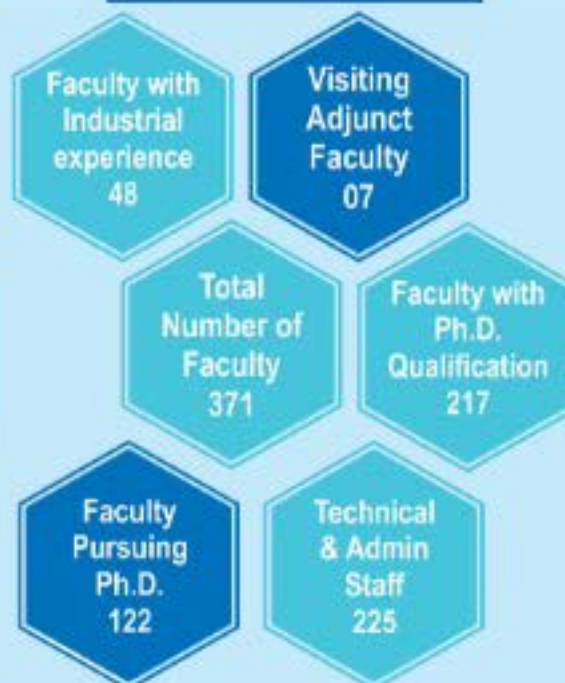 Faculty with
Industrial
experience
48
Visiting
Adjunct
Faculty
07
Total
Number of
Faculty
371
Faculty with
Ph.D.
Qualification
217
Faculty
Pursuing
Ph.D.
122
Technical
& Admin
Staff
225